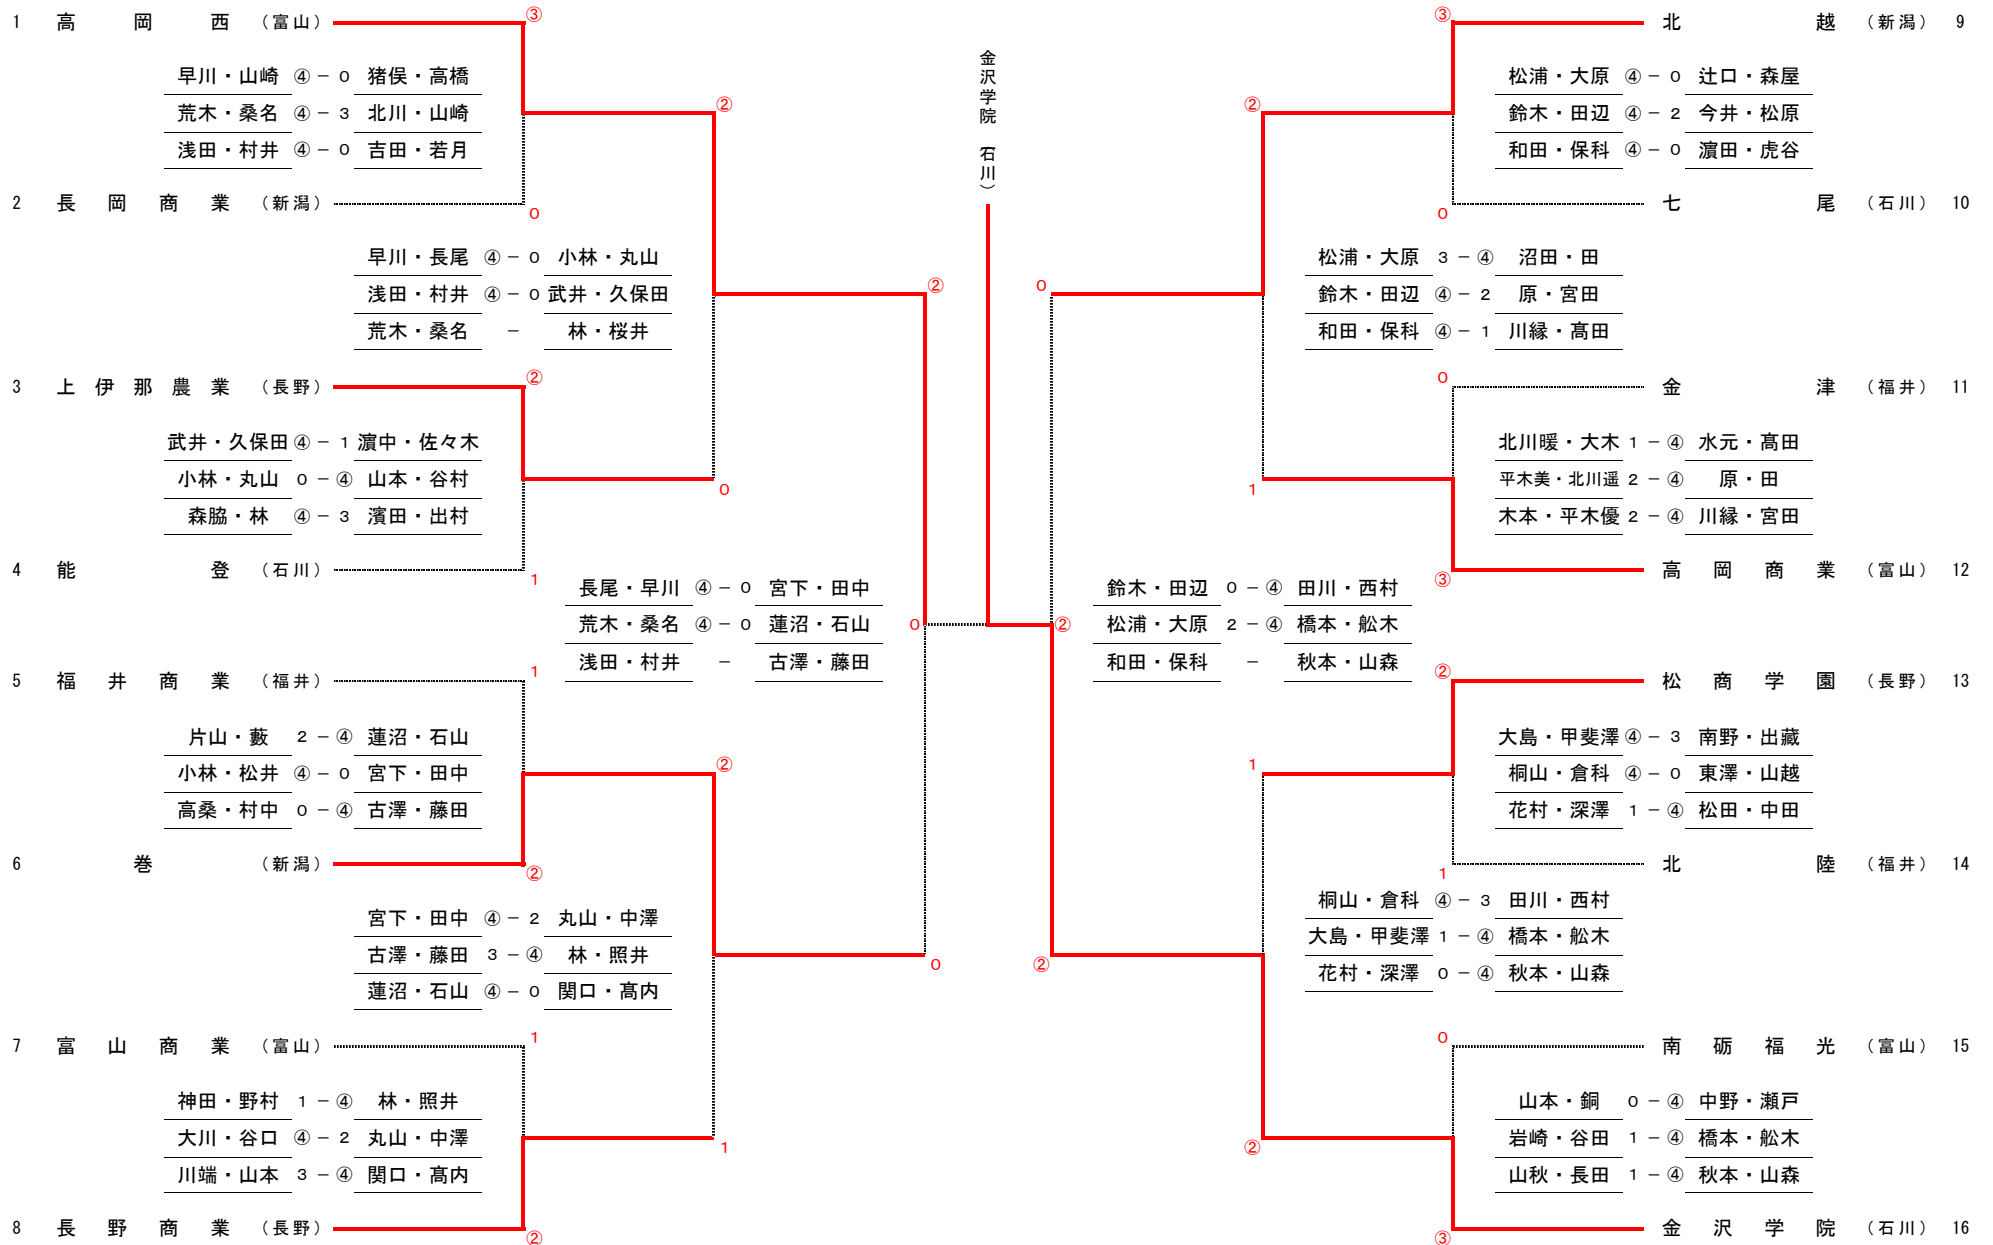 1 高岡西 （富山） ③
早川・山崎 ④ − 0 猪俣・高橋
荒木・桑名 ④ − 3 北川・山崎
浅田・村井 ④ − 0 吉田・若月
2 長岡商業 （新潟） 0
②
早川・長尾 ④ − 0 小林・丸山
浅田・村井 ④ − 0 武井・久保田
荒木・桑名 − 林・桜井
3 上伊那農業 （長野） ②
武井・久保田 ④ − 1 濵中・佐々木
小林・丸山 0 − ④ 山本・谷村
森脇・林 ④ − 3 濱田・出村
4 能登 （石川） 1
0
②
長尾・早川 ④ − 0 宮下・田中
荒木・桑名 ④ − 0 蓮沼・石山
浅田・村井 − 古澤・藤田
0
5 福井商業 （福井） 1
片山・藪 2 − ④ 蓮沼・石山
小林・松井 ④ − 0 宮下・田中
高桑・村中 0 − ④ 古澤・藤田
6 巻 （新潟） ②
②
宮下・田中 ④ − 2 丸山・中澤
古澤・藤田 3 − ④ 林・照井
蓮沼・石山 ④ − 0 関口・髙内
0
7 富山商業 （富山） 1
神田・野村 1 − ④ 林・照井
大川・谷口 ④ − 2 丸山・中澤
川端・山本 3 − ④ 関口・髙内
8 長野商業 （長野） ②
1
金沢学院（石川）
③ 北越 （新潟） 9
松浦・大原 ④ − 0 辻口・森屋
鈴木・田辺 ④ − 2 今井・松原
和田・保科 ④ − 0 濵田・虎谷
0 七尾 （石川） 10
②
松浦・大原 3 − ④ 沼田・田
鈴木・田辺 ④ − 2 原・宮田
和田・保科 ④ − 1 川縁・髙田
0 金津 （福井） 11
北川暖・大木 1 − ④ 水元・髙田
平木美・北川遥 2 − ④ 原・田
木本・平木優 2 − ④ 川縁・宮田
③ 高岡商業 （富山） 12
1
0
鈴木・田辺 0 − ④ 田川・西村
松浦・大原 2 − ④ 橋本・舩木
和田・保科 − 秋本・山森
②
② 松商学園 （長野） 13
大島・甲斐澤 ④ − 3 南野・出藏
桐山・倉科 ④ − 0 東澤・山越
花村・深澤 1 − ④ 松田・中田
1 北陸 （福井） 14
1
桐山・倉科 ④ − 3 田川・西村
大島・甲斐澤 1 − ④ 橋本・舩木
花村・深澤 0 − ④ 秋本・山森
②
0 南砺福光 （富山） 15
山本・銅 0 − ④ 中野・瀬戸
岩崎・谷田 1 − ④ 橋本・舩木
山秋・長田 1 − ④ 秋本・山森
③ 金沢学院 （石川） 16
②